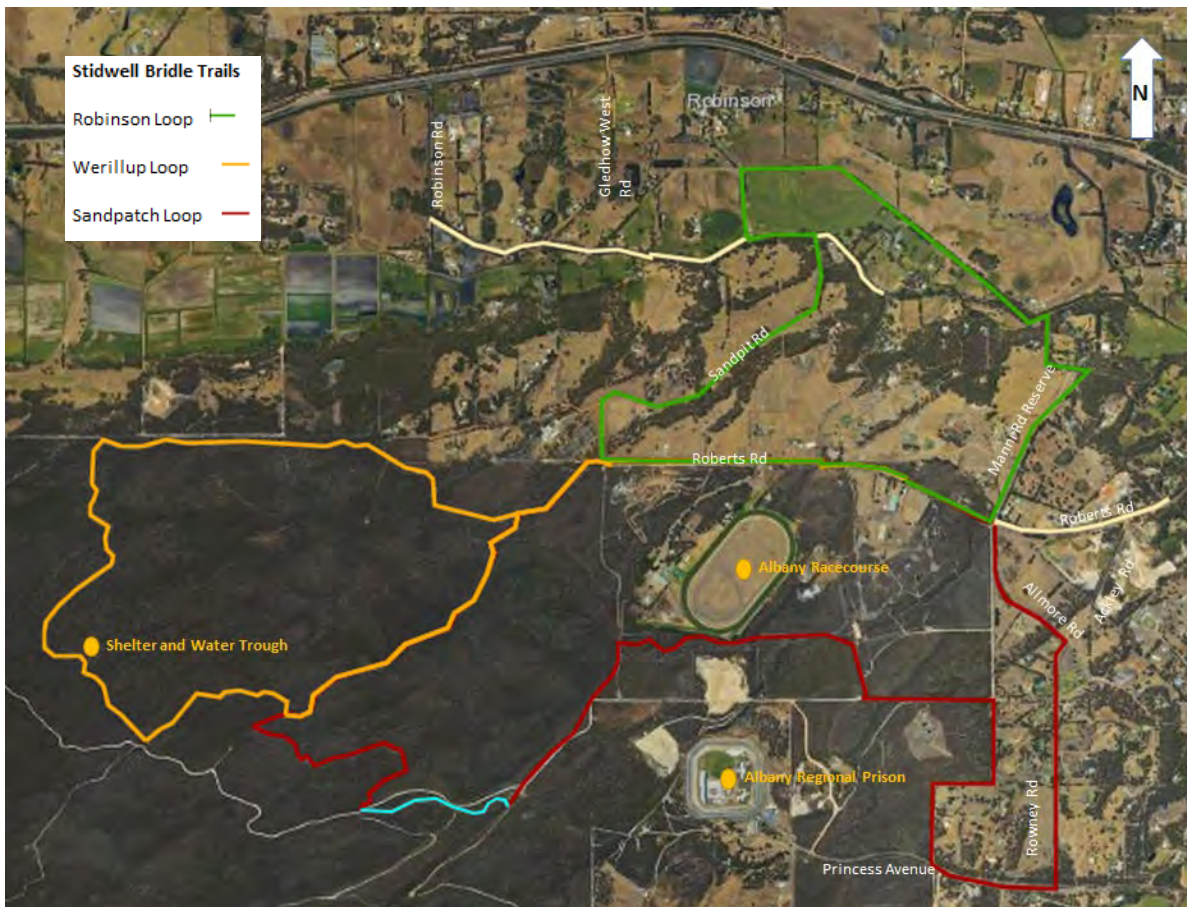 Stidwell Bridle Trails
Robinson Loop
Werillup Loop
Sandpatch Loop
N
Robinson
Robinson Rd
Gledhow West
Rd
Sandpit Rd
Manni Rd Reserve
Roberts Rd
Roberts Rd
Albany Racecourse
Allmore Rd
Ackley Rd
Shelter and Water Trough
Albany Regional Prison
Rowney Rd
Princess Avenue